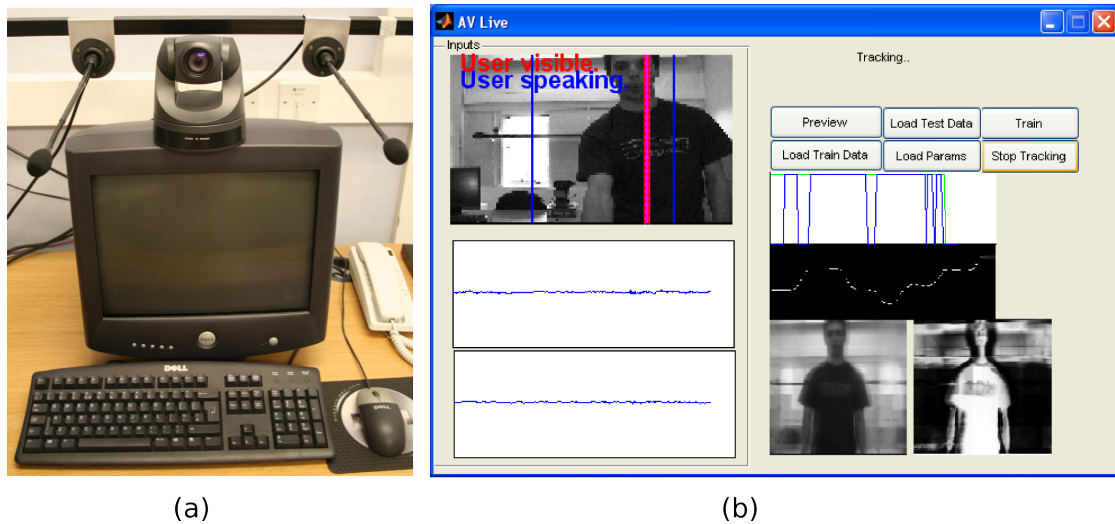 AV Live
Inputs
User visible.
User speaking.
Tracking..
Preview
Load Test Data
Train
Load Train Data
Load Params
Stop Tracking
DELL
(a)
(b)